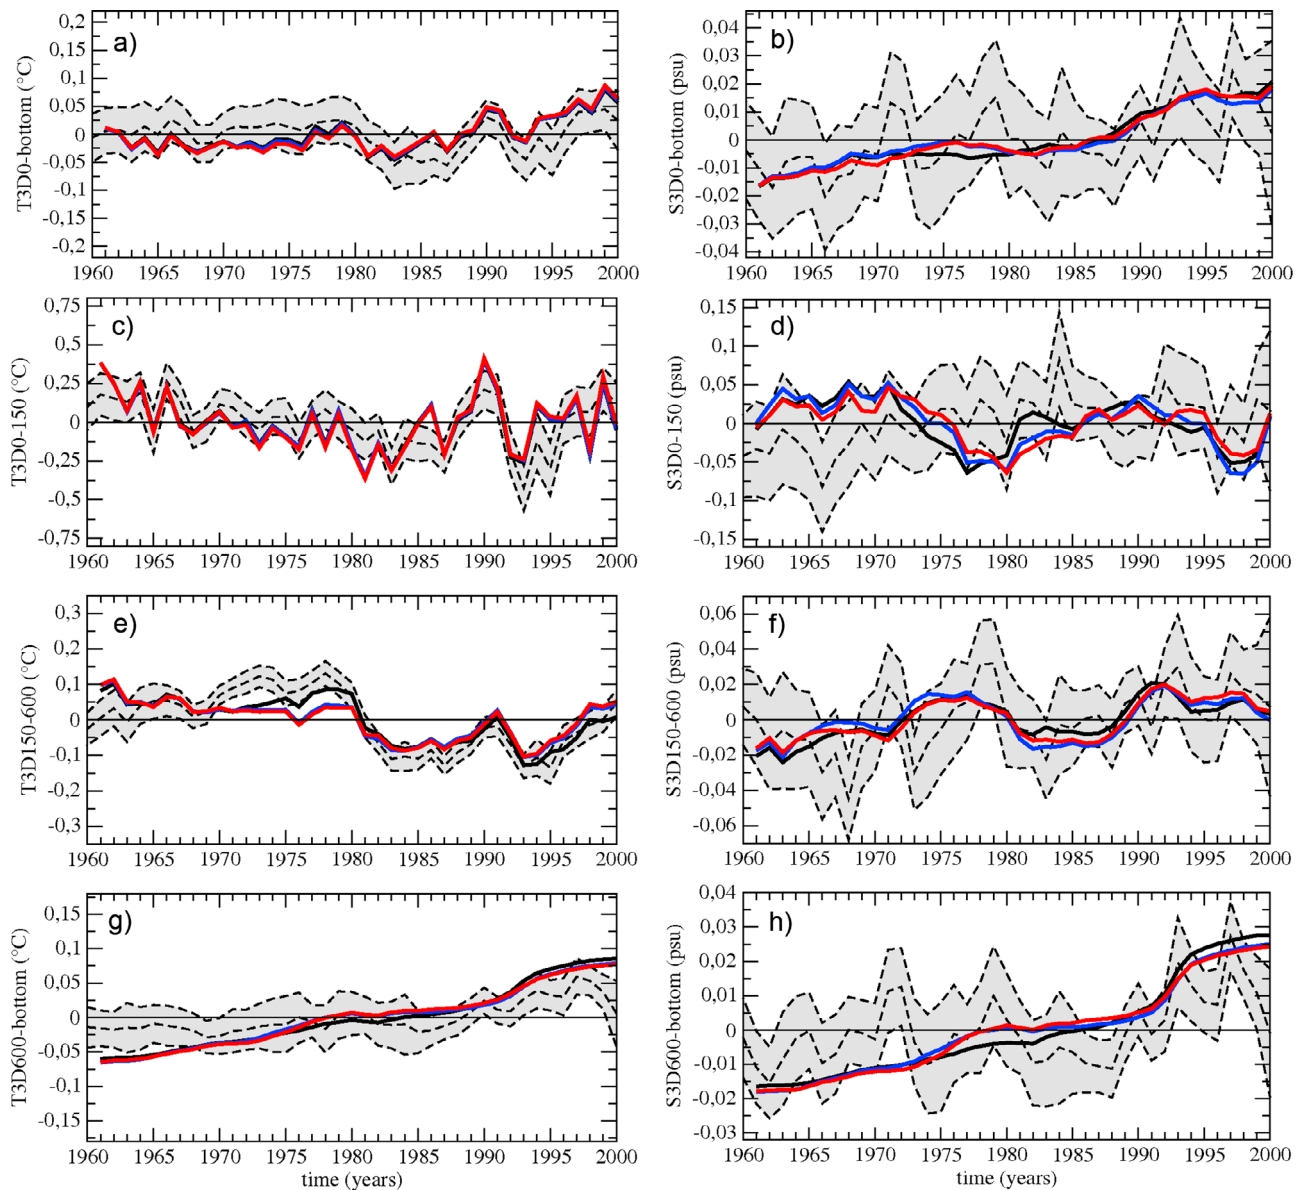 a)
T3D0-bottom (°C)
0,2
0,15
0,1
0,05
0
-0,05
-0,1
-0,15
-0,2
1960 1965 1970 1975 1980 1985 1990 1995 2000
b)
S3D0-bottom (psu)
0,04
0,03
0,02
0,01
0
-0,01
-0,02
-0,03
-0,04
1960 1965 1970 1975 1980 1985 1990 1995 2000
c)
T3D0-150 (°C)
0,75
0,5
0,25
0
-0,25
-0,5
-0,75
1960 1965 1970 1975 1980 1985 1990 1995 2000
d)
S3D0-150 (psu)
0,15
0,1
0,05
0
-0,05
-0,1
-0,15
1960 1965 1970 1975 1980 1985 1990 1995 2000
e)
T3D150-600 (°C)
0,3
0,2
0,1
0
-0,1
-0,2
-0,3
1960 1965 1970 1975 1980 1985 1990 1995 2000
f)
S3D150-600 (psu)
0,06
0,04
0,02
0
-0,02
-0,04
-0,06
1960 1965 1970 1975 1980 1985 1990 1995 2000
g)
T3D600-bottom (°C)
0,15
0,1
0,05
0
-0,05
-0,1
-0,15
1960 1965 1970 1975 1980 1985 1990 1995 2000
time (years)
h)
S3D600-bottom (psu)
0,04
0,03
0,02
0,01
0
-0,01
-0,02
-0,03
1960 1965 1970 1975 1980 1985 1990 1995 2000
time (years)